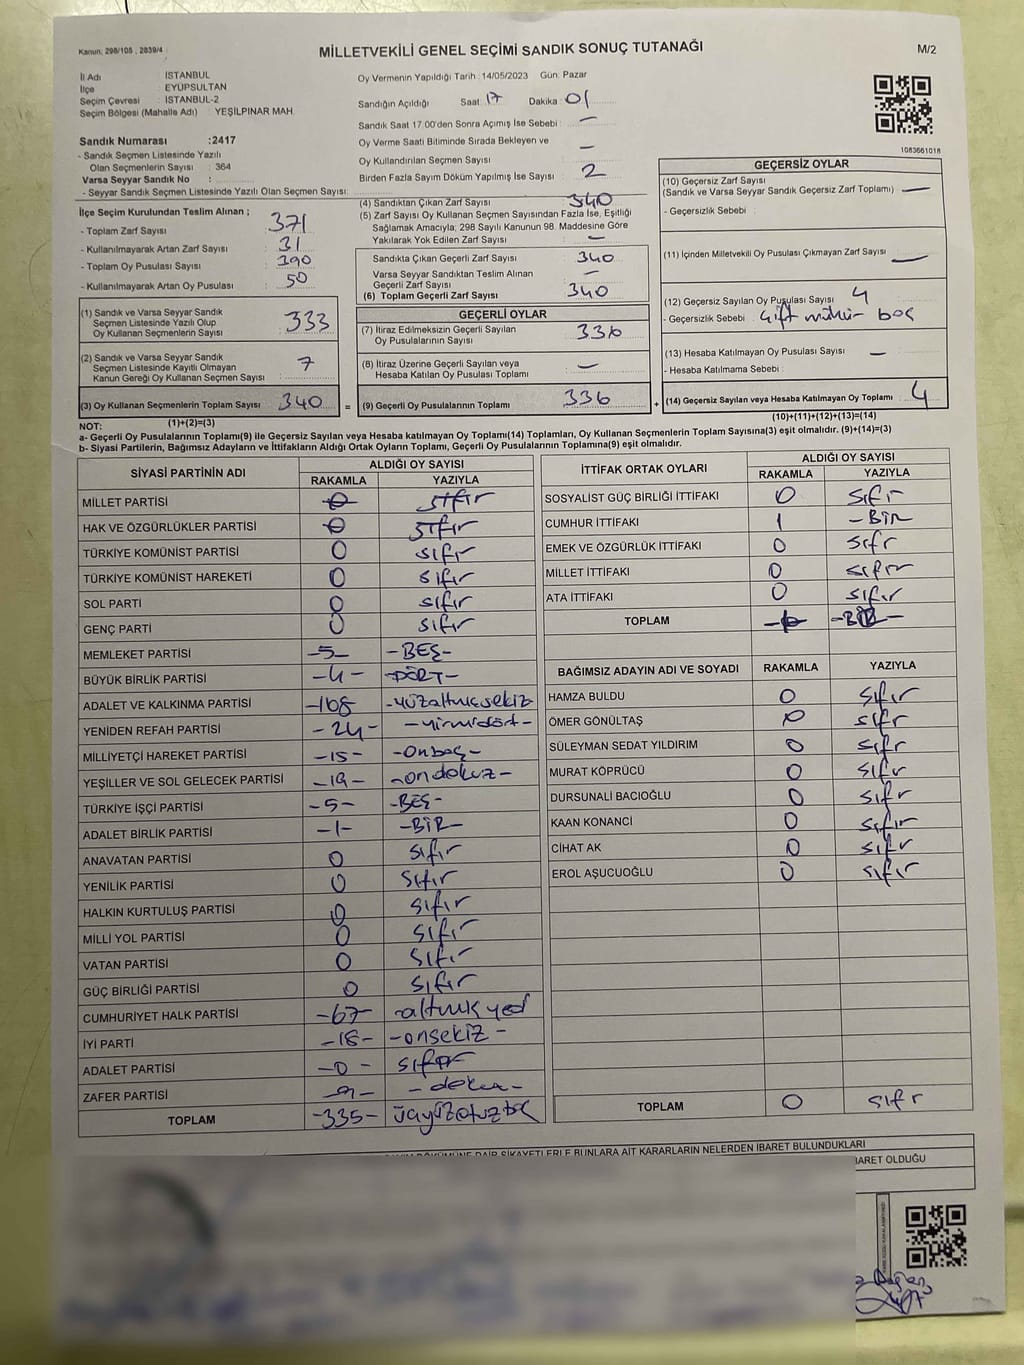 Kanun: 298/105 , 2839/4
MİLLETVEKİLİ GENEL SEÇİMİ SANDIK SONUÇ TUTANAĞI
M/2
İl Adı : İSTANBUL
İlçe : EYÜPSULTAN
Seçim Çevresi : İSTANBUL-2
Seçim Bölgesi (Mahalle Adı) : YEŞİLPINAR MAH.
Sandık Numarası :2417
- Sandık Seçmen Listesinde Yazılı
Olan Seçmenlerin Sayısı : 364
Varsa Seyyar Sandık No :
- Seyyar Sandık Seçmen Listesinde Yazılı Olan Seçmen Sayısı:
Oy Vermenin Yapıldığı Tarih : 14/05/2023 Gün: Pazar
Sandığın Açıldığı Saat : 17 Dakika : 01
Sandık Saat 17:00'den Sonra Açılmış İse Sebebi : —
Oy Verme Saati Bitiminde Sırada Bekleyen ve
Oy Kullandırılan Seçmen Sayısı : —
Birden Fazla Sayım Döküm Yapılmış İse Sayısı : 2
1083661018
İlçe Seçim Kurulundan Teslim Alınan ;
- Toplam Zarf Sayısı : 371
- Kullanılmayarak Artan Zarf Sayısı : 31
- Toplam Oy Pusulası Sayısı : 390
- Kullanılmayarak Artan Oy Pusulası : 50
(1) Sandık ve Varsa Seyyar Sandık
Seçmen Listesinde Yazılı Olup
Oy Kullanan Seçmenlerin Sayısı : 333
(2) Sandık ve Varsa Seyyar Sandık
Seçmen Listesinde Kayıtlı Olmayan
Kanun Gereği Oy Kullanan Seçmen Sayısı : 7
(3) Oy Kullanan Seçmenlerin Toplam Sayısı : 340
(1)+(2)=(3)
(4) Sandıktan Çıkan Zarf Sayısı : 340
(5) Zarf Sayısı Oy Kullanan Seçmen Sayısından Fazla İse, Eşitliği
Sağlamak Amacıyla; 298 Sayılı Kanunun 98. Maddesine Göre
Yakılarak Yok Edilen Zarf Sayısı : —
Sandıkta Çıkan Geçerli Zarf Sayısı : 340
Varsa Seyyar Sandıktan Teslim Alınan
Geçerli Zarf Sayısı : —
(6) Toplam Geçerli Zarf Sayısı : 340
GEÇERLİ OYLAR
(7) İtiraz Edilmeksizin Geçerli Sayılan
Oy Pusulalarının Sayısı : 336
(8) İtiraz Üzerine Geçerli Sayılan veya
Hesaba Katılan Oy Pusulası Toplamı : —
= (9) Geçerli Oy Pusulalarının Toplamı : 336
GEÇERSİZ OYLAR
(10) Geçersiz Zarf Sayısı
(Sandık ve Varsa Seyyar Sandık Geçersiz Zarf Toplamı) : —
- Geçersizlik Sebebi :
(11) İçinden Milletvekili Oy Pusulası Çıkmayan Zarf Sayısı : —
(12) Geçersiz Sayılan Oy Pusulası Sayısı : 4
- Geçersizlik Sebebi : Çift mühür boş
(13) Hesaba Katılmayan Oy Pusulası Sayısı : —
- Hesaba Katılmama Sebebi :
+ (14) Geçersiz Sayılan veya Hesaba Katılmayan Oy Toplamı : 4
(10)+(11)+(12)+(13)=(14)
NOT:
a- Geçerli Oy Pusulalarının Toplamı(9) ile Geçersiz Sayılan veya Hesaba katılmayan Oy Toplamı(14) Toplamları, Oy Kullanan Seçmenlerin Toplam Sayısına(3) eşit olmalıdır. (9)+(14)=(3)
b- Siyasi Partilerin, Bağımsız Adayların ve İttifakların Aldığı Ortak Oyların Toplamı, Geçerli Oy Pusulalarının Toplamına(9) eşit olmalıdır.
SİYASİ PARTİNİN ADI ALDIĞI OY SAYISI
RAKAMLA YAZIYLA
MİLLET PARTİSİ 0 sıfır
HAK VE ÖZGÜRLÜKLER PARTİSİ 0 sıfır
TÜRKİYE KOMÜNİST PARTİSİ 0 sıfır
TÜRKİYE KOMÜNİST HAREKETİ 0 sıfır
SOL PARTİ 0 sıfır
GENÇ PARTİ 0 sıfır
MEMLEKET PARTİSİ -5- -BEŞ-
BÜYÜK BİRLİK PARTİSİ -4- -DÖRT-
ADALET VE KALKINMA PARTİSİ -168 -yüzaltmışsekiz
YENİDEN REFAH PARTİSİ -24- -yirmidört-
MİLLİYETÇİ HAREKET PARTİSİ -15- -onbeş-
YEŞİLLER VE SOL GELECEK PARTİSİ -19- -ondokuz-
TÜRKİYE İŞÇİ PARTİSİ -5- -BEŞ-
ADALET BİRLİK PARTİSİ -1- -BİR-
ANAVATAN PARTİSİ 0 sıfır
YENİLİK PARTİSİ 0 sıfır
HALKIN KURTULUŞ PARTİSİ 0 sıfır
MİLLİ YOL PARTİSİ 0 sıfır
VATAN PARTİSİ 0 sıfır
GÜÇ BİRLİĞİ PARTİSİ 0 sıfır
CUMHURİYET HALK PARTİSİ -67- -altmışyedi
İYİ PARTİ -18- -onsekiz-
ADALET PARTİSİ -0- sıfır
ZAFER PARTİSİ -9- -dokuz-
TOPLAM -335- üçyüzotuzbeş
İTTİFAK ORTAK OYLARI ALDIĞI OY SAYISI
RAKAMLA YAZIYLA
SOSYALİST GÜÇ BİRLİĞİ İTTİFAKI 0 sıfır
CUMHUR İTTİFAKI 1 -BİR
EMEK VE ÖZGÜRLÜK İTTİFAKI 0 sıfır
MİLLET İTTİFAKI 0 sıfır
ATA İTTİFAKI 0 sıfır
TOPLAM -1- -BİR-
BAĞIMSIZ ADAYIN ADI VE SOYADI RAKAMLA YAZIYLA
HAMZA BULDU 0 sıfır
ÖMER GÖNÜLTAŞ 0 sıfır
SÜLEYMAN SEDAT YILDIRIM 0 sıfır
MURAT KÖPRÜCÜ 0 sıfır
DURSUNALİ BACIOĞLU 0 sıfır
KAAN KONANCİ 0 sıfır
CİHAT AK 0 sıfır
EROL AŞUCUOĞLU 0 sıfır
TOPLAM 0 sıfır
DAİR ŞİKAYETLERLE BUNLARA AİT KARARLARIN NELERDEN İBARET BULUNDUKLARI
BARET OLDUĞU